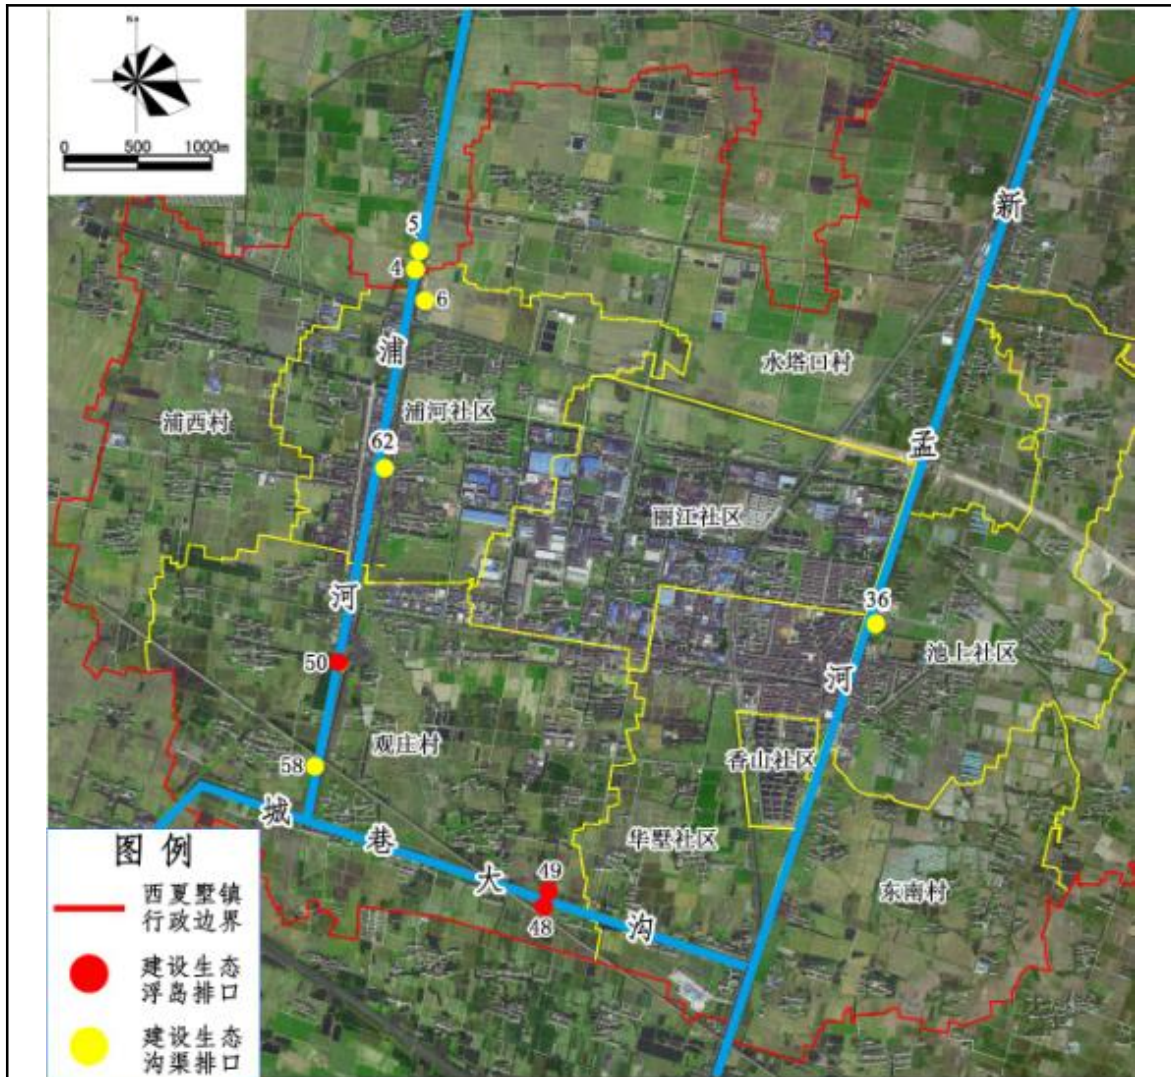 0 500 1000m
新
5
4
6
浦
水塔口村
浦西村
浦河社区
孟
62
丽江社区
河
36
50
池上社区
河
观庄村
58
香山社区
城
巷
华墅社区
49
大
东南村
48
沟
图例
西夏墅镇
行政边界
建设生态
浮岛排口
建设生态
沟渠排口